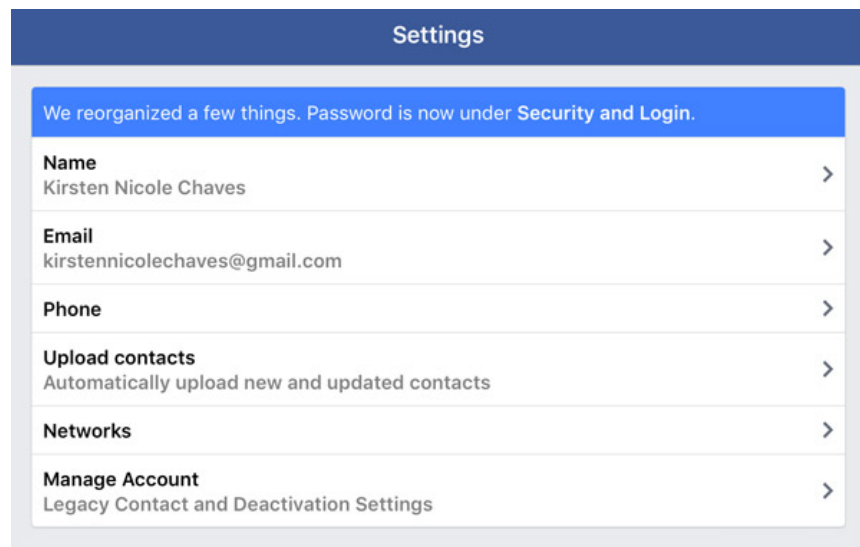 Settings
We reorganized a few things. Password is now under Security and Login.
Name
Kirsten Nicole Chaves
Email
kirstennicolechaves@gmail.com
Phone
Upload contacts
Automatically upload new and updated contacts
Networks
Manage Account
Legacy Contact and Deactivation Settings